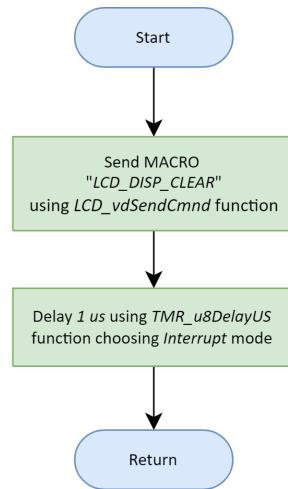 Start
Send MACRO
"LCD_DISP_CLEAR"
using LCD_vdSendCmnd function
Delay 1 us using TMR_u8DelayUS
function choosing Interrupt mode
Return